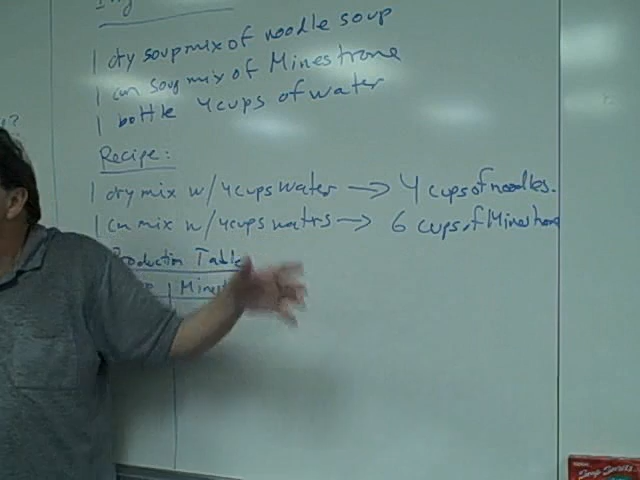 1 dry soup mix of noodle soup
1 can soup mix of Minestrone
1 bottle 4 cups of water
Recipe:
1 dry mix w/ 4 cups water → 4 cups of noodles.
1 can mix w/ 4 cups waters → 6 cups of Minestrone
Production Table